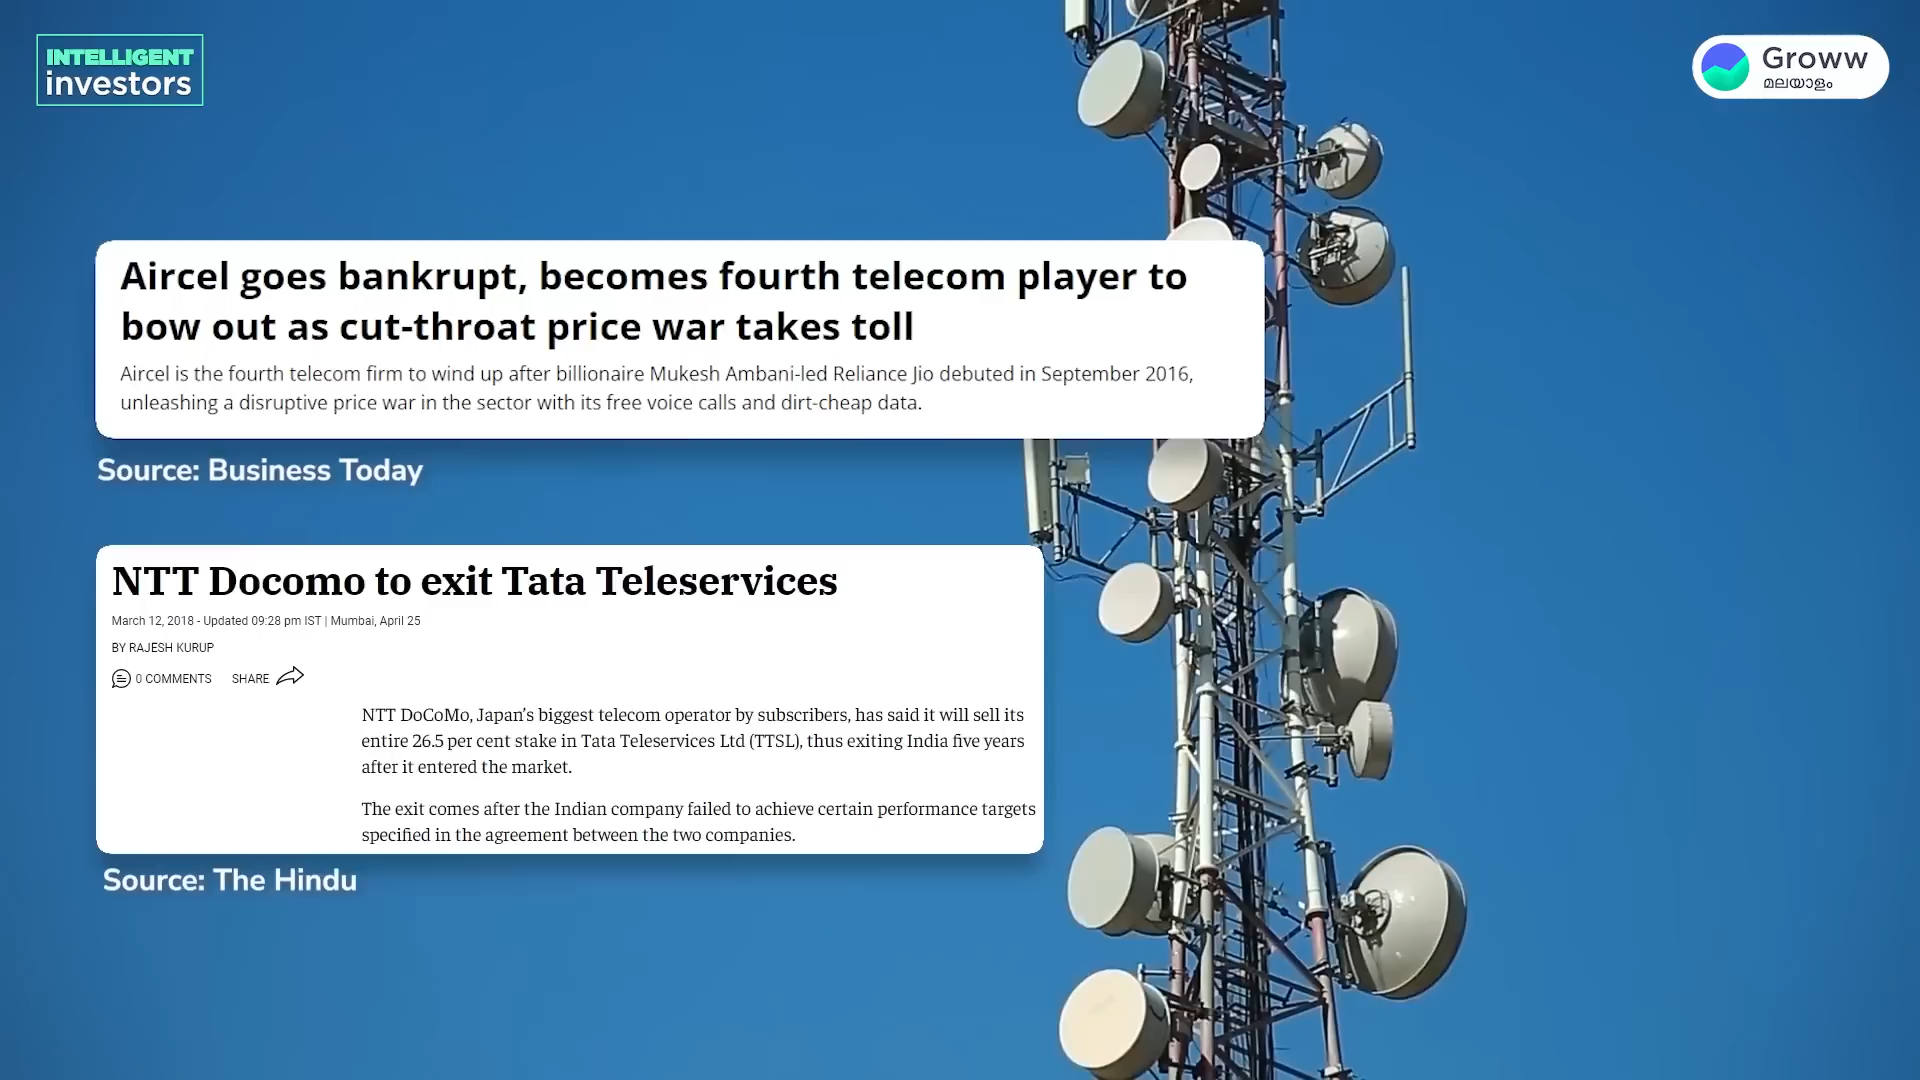 INTELLIGENT
investors
Groww
മലയാളം
Aircel goes bankrupt, becomes fourth telecom player to
bow out as cut-throat price war takes toll
Aircel is the fourth telecom firm to wind up after billionaire Mukesh Ambani-led Reliance Jio debuted in September 2016,
unleashing a disruptive price war in the sector with its free voice calls and dirt-cheap data.
Source: Business Today
NTT Docomo to exit Tata Teleservices
March 12, 2018 - Updated 09:28 pm IST | Mumbai, April 25
BY RAJESH KURUP
0 COMMENTS SHARE
NTT DoCoMo, Japan’s biggest telecom operator by subscribers, has said it will sell its
entire 26.5 per cent stake in Tata Teleservices Ltd (TTSL), thus exiting India five years
after it entered the market.
The exit comes after the Indian company failed to achieve certain performance targets
specified in the agreement between the two companies.
Source: The Hindu